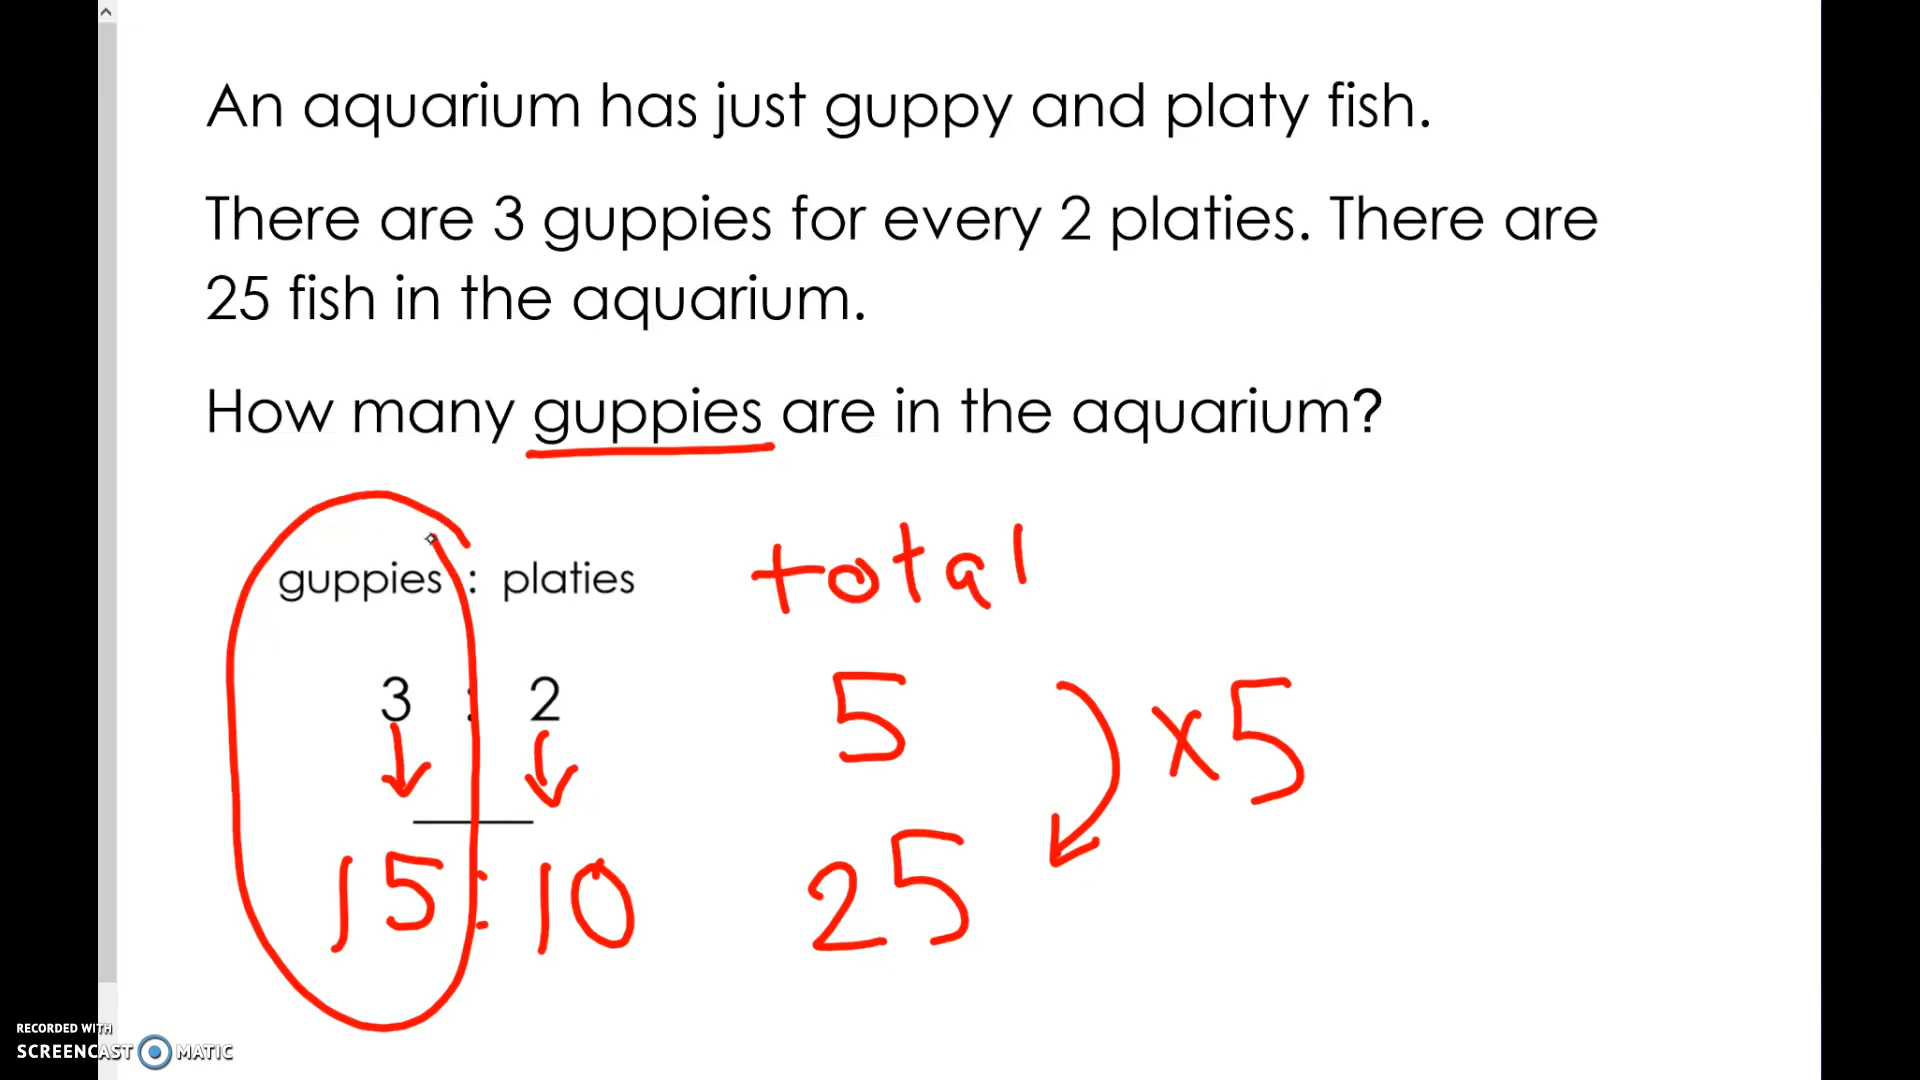 An aquarium has just guppy and platy fish.
There are 3 guppies for every 2 platies. There are
25 fish in the aquarium.
How many guppies are in the aquarium?
guppies : platies total
3 : 2 5 x5
15 : 10 25
RECORDED WITH
SCREENCAST MATIC